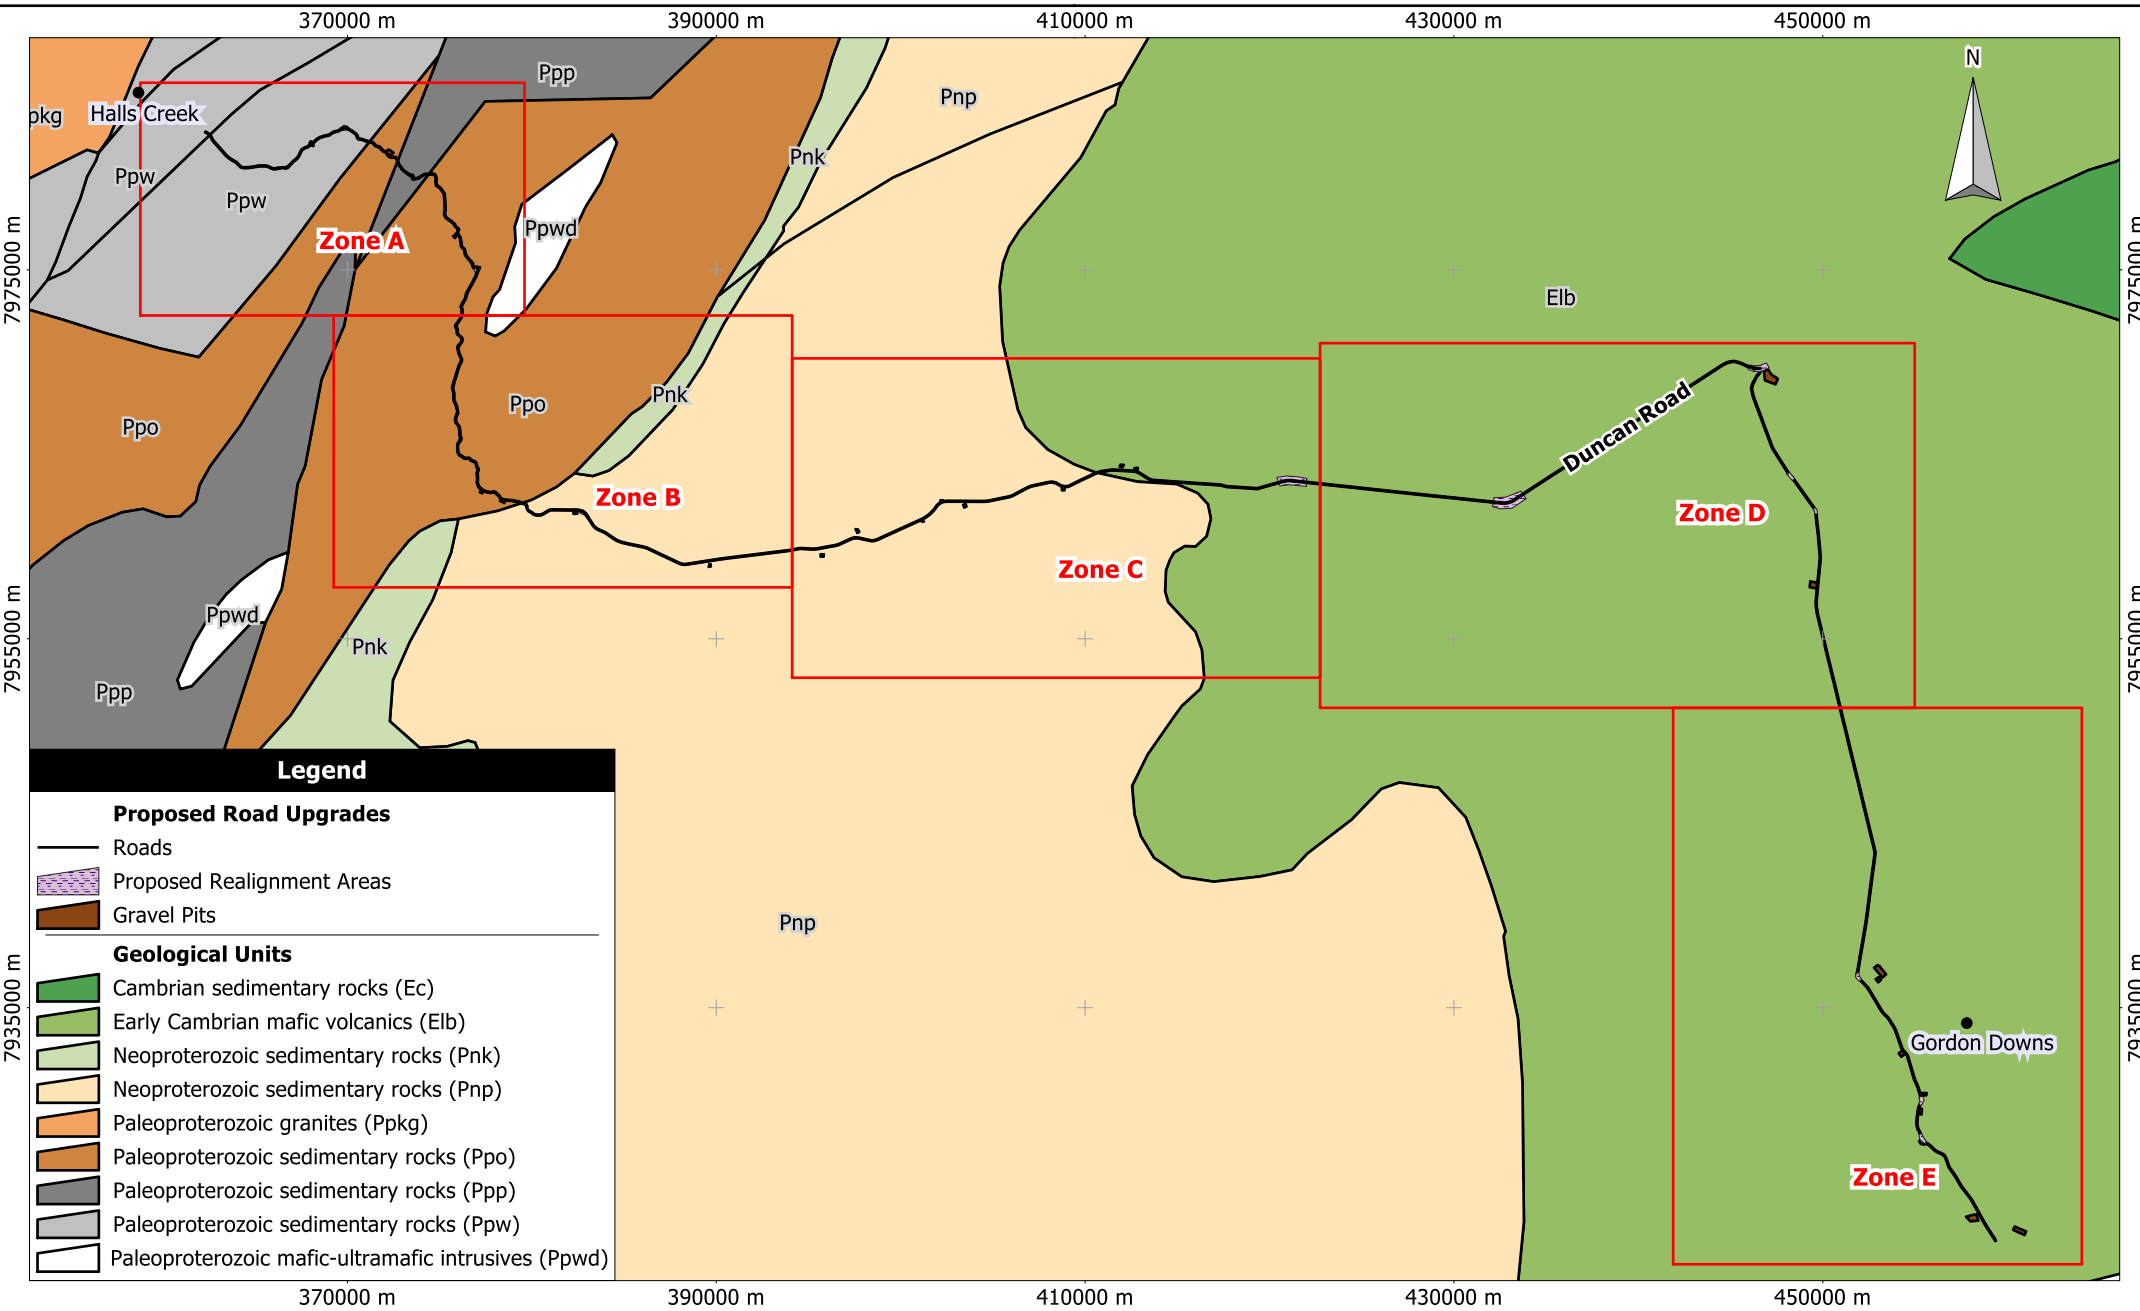 370000 m
390000 m
410000 m
430000 m
450000 m
N
Ppp
Pnp
pkg
Halls Creek
Pnk
Ppw
Ppw
Ppwd
Zone A
7975000 m
7975000 m
Elb
Pnk
Ppo
Ppo
Duncan Road
Zone B
Zone D
Zone C
Ppwd
Pnk
7955000 m
7955000 m
Ppp
Pnp
7935000 m
7935000 m
Gordon Downs
Zone E
Legend
Proposed Road Upgrades
Roads
Proposed Realignment Areas
Gravel Pits
Geological Units
Cambrian sedimentary rocks (Ec)
Early Cambrian mafic volcanics (Elb)
Neoproterozoic sedimentary rocks (Pnk)
Neoproterozoic sedimentary rocks (Pnp)
Paleoproterozoic granites (Ppkg)
Paleoproterozoic sedimentary rocks (Ppo)
Paleoproterozoic sedimentary rocks (Ppp)
Paleoproterozoic sedimentary rocks (Ppw)
Paleoproterozoic mafic-ultramafic intrusives (Ppwd)
370000 m
390000 m
410000 m
430000 m
450000 m